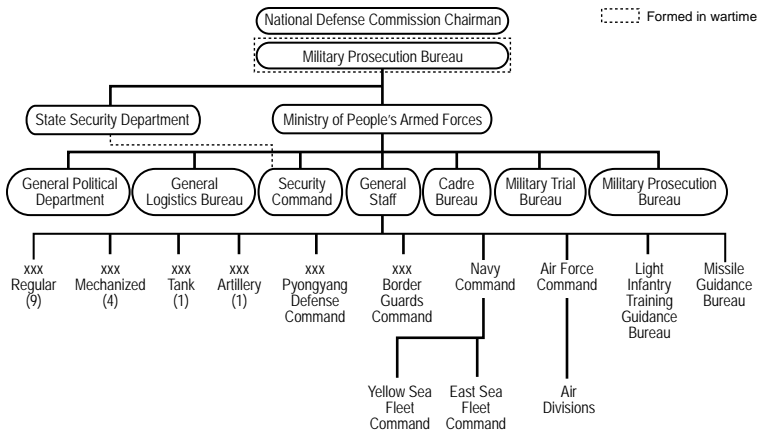 National Defense Commission Chairman
Formed in wartime
Military Prosecution Bureau
State Security Department
Ministry of People's Armed Forces
General Political
Department
General
Logistics Bureau
Security
Command
General
Staff
Cadre
Bureau
Military Trial
Bureau
Military Prosecution
Bureau
xxx
Regular
(9)
xxx
Mechanized
(4)
xxx
Tank
(1)
xxx
Artillery
(1)
xxx
Pyongyang
Defense
Command
xxx
Border
Guards
Command
Navy
Command
Air Force
Command
Light
Infantry
Training
Guidance
Bureau
Missile
Guidance
Bureau
Yellow Sea
Fleet
Command
East Sea
Fleet
Command
Air
Divisions